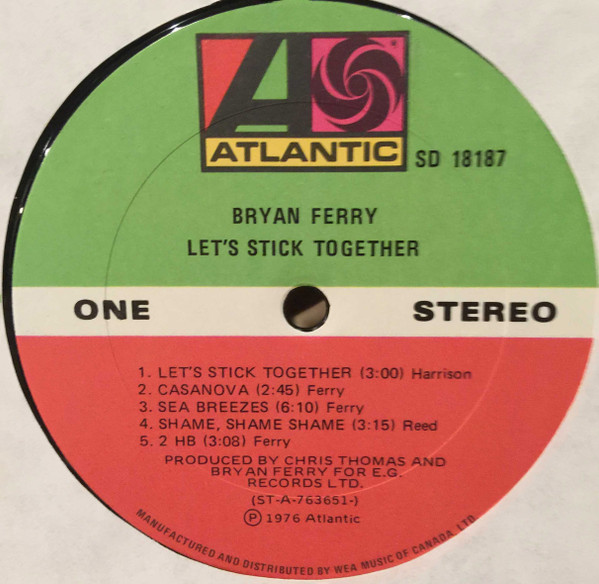 ATLANTIC
SD 18187
BRYAN FERRY
LET'S STICK TOGETHER
ONE
STEREO
1. LET'S STICK TOGETHER (3:00) Harrison
2. CASANOVA (2:45) Ferry
3. SEA BREEZES (6:10) Ferry
4. SHAME, SHAME SHAME (3:15) Reed
5. 2 HB (3:08) Ferry
PRODUCED BY CHRIS THOMAS AND
BRYAN FERRY FOR E.G.
RECORDS LTD.
(ST-A-763651-)
Ⓟ 1976 Atlantic
MANUFACTURED AND DISTRIBUTED BY WEA MUSIC OF CANADA, LTD.